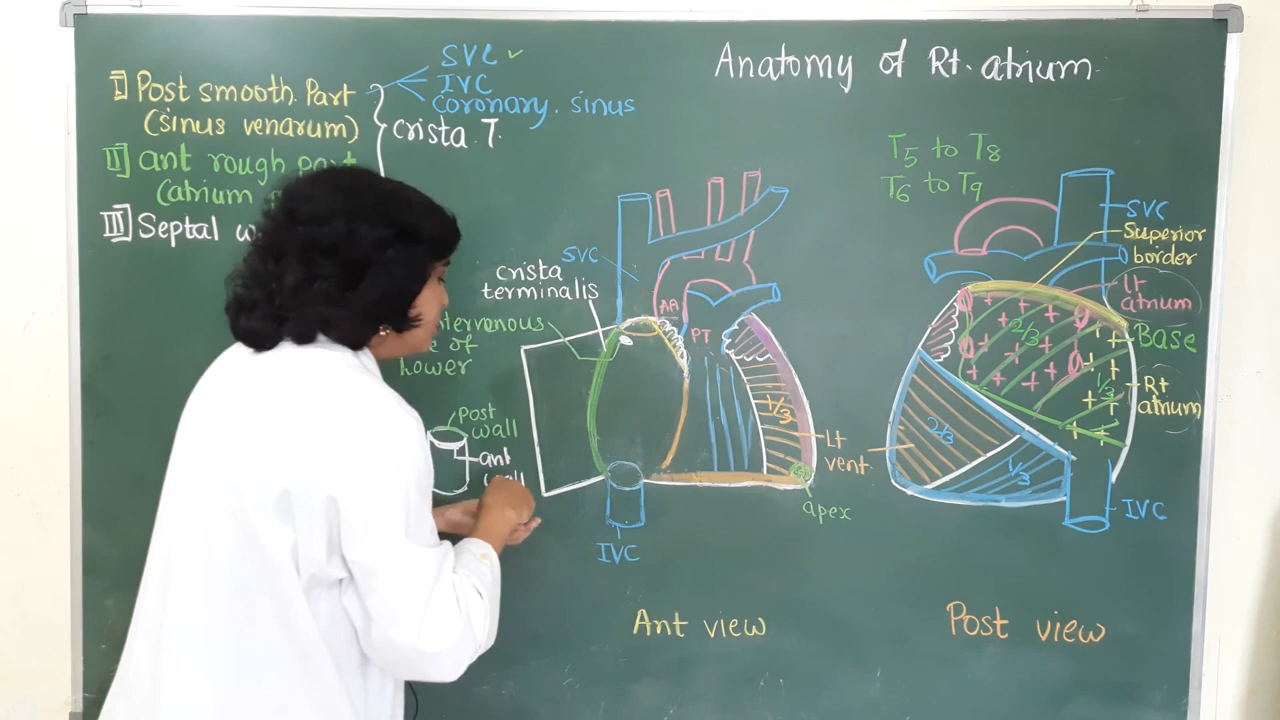 Anatomy of Rt. atrium
I] Post smooth Part
(sinus venarum)
SVC
IVC
coronary sinus
Crista T.
II] ant rough
(atrium
III] Septal
T5 to T8
T6 to T9
SVC
crista
terminalis
of
lower
Post
wall
ant
AA
PT
1/3
Lt
vent.
apex
IVC
Ant view
SVC
Superior
border
Lt
atrium
Base
Rt
atrium
2/3
1/3
2/3
1/3
IVC
Post view